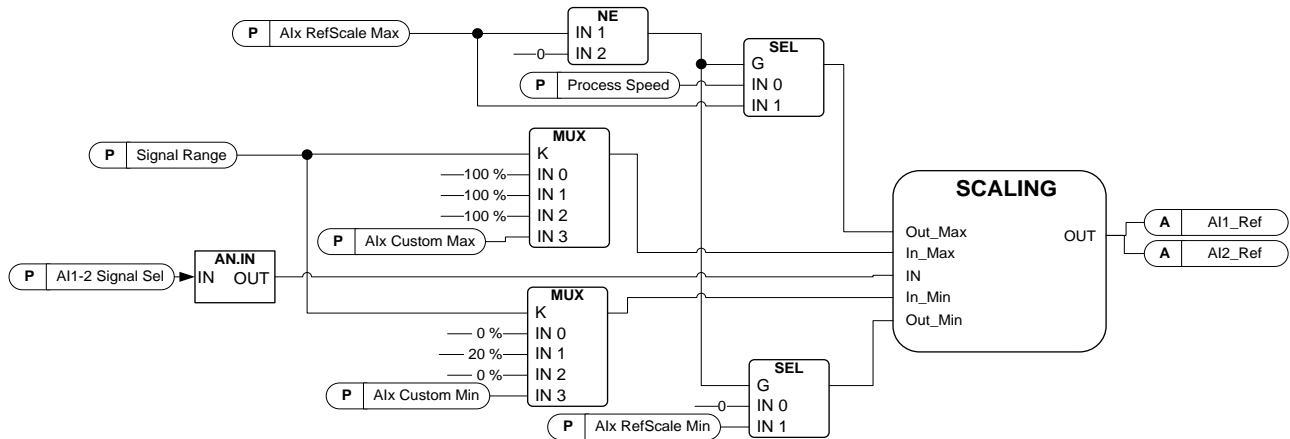 NE
P AIx RefScale Max
IN 1
0 IN 2
SEL
G
P Process Speed
IN 0
IN 1
MUX
P Signal Range
K
100 % IN 0
100 % IN 1
100 % IN 2
P AIx Custom Max
IN 3
SCALING
Out_Max
In_Max
IN
In_Min
Out_Min
OUT
A AI1_Ref
A AI2_Ref
AN.IN
P AI1-2 Signal Sel
IN OUT
MUX
K
0 % IN 0
20 % IN 1
0 % IN 2
P AIx Custom Min
IN 3
SEL
G
0 IN 0
P AIx RefScale Min
IN 1